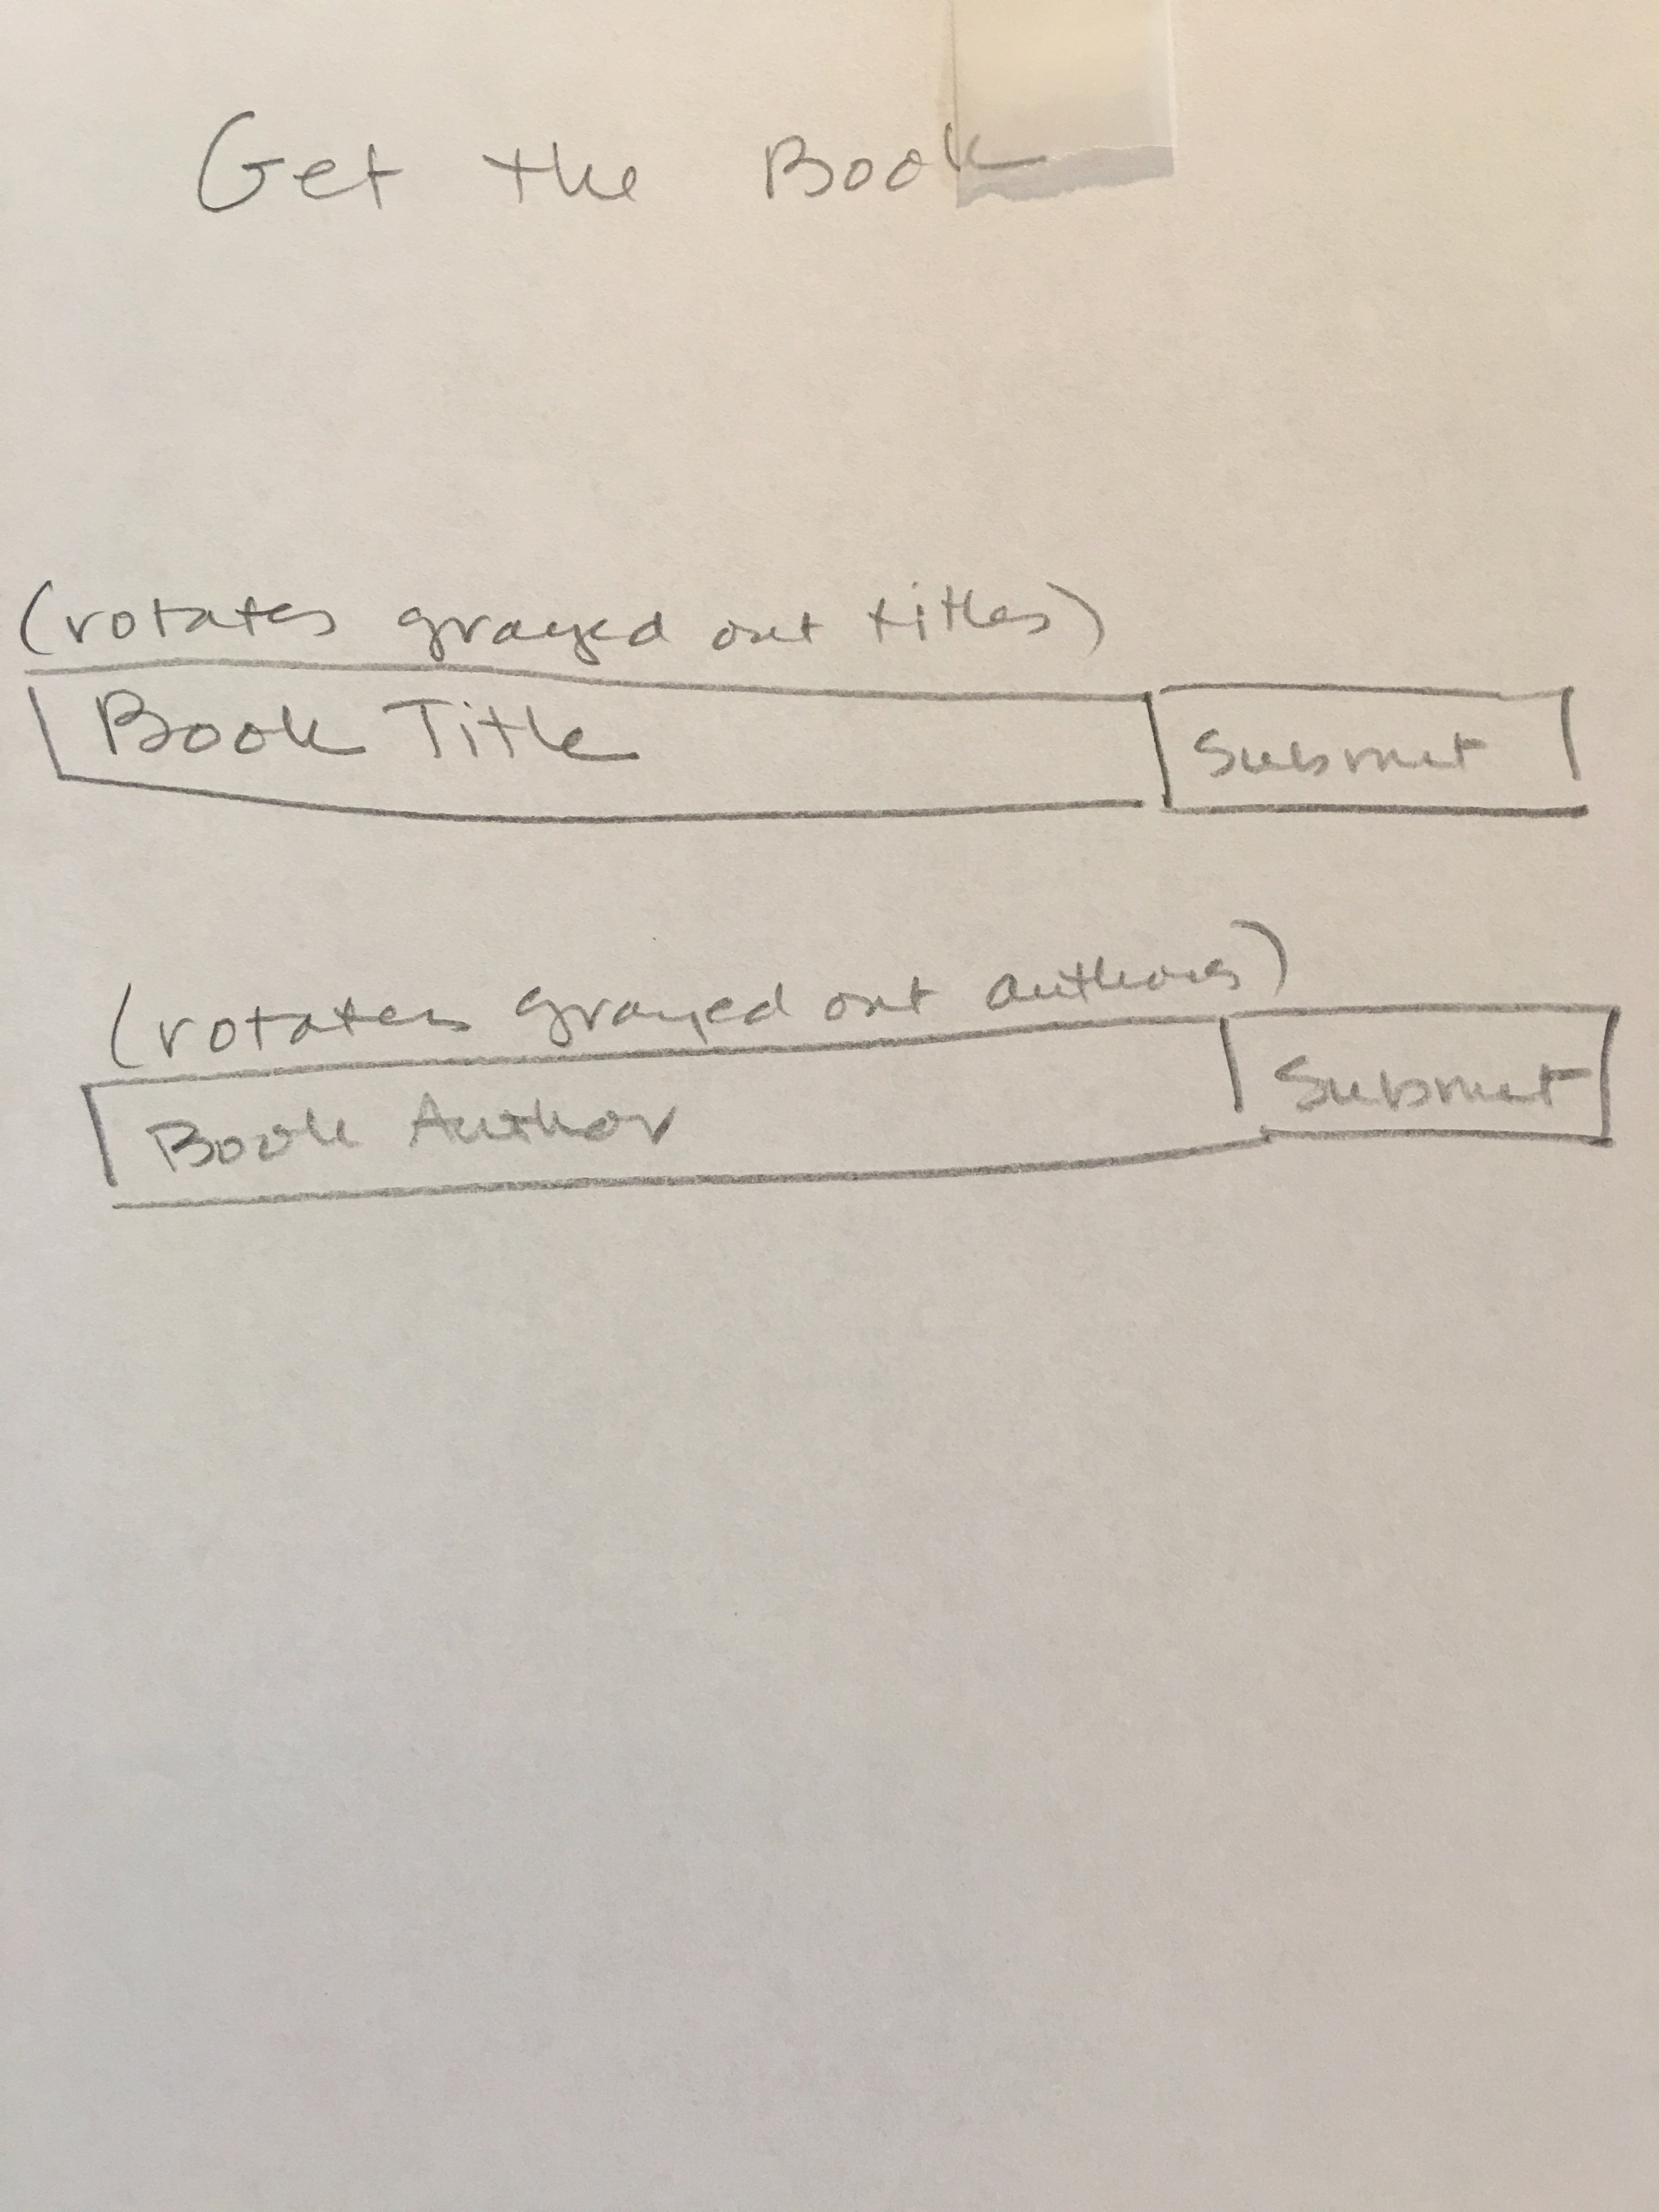 Get the Book
(rotates grayed out titles)
Book Title Submit
(rotates grayed out authors)
Book Author Submit